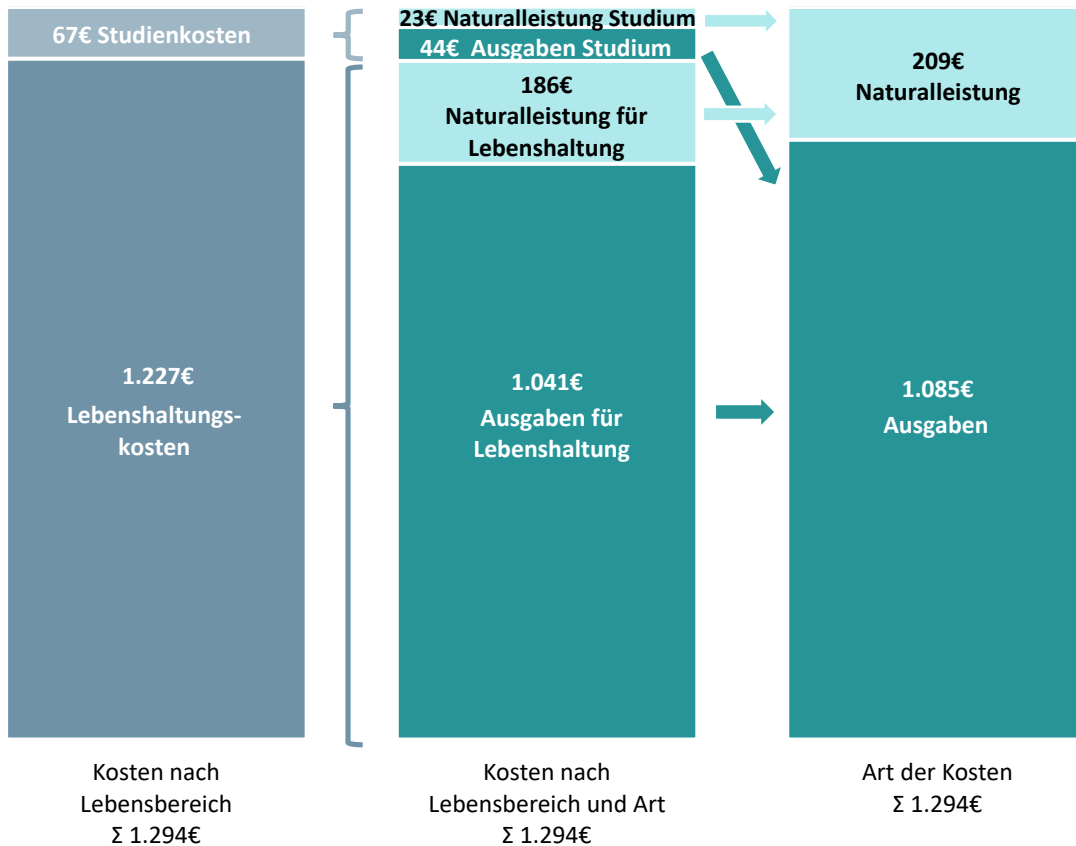 67€ Studienkosten
1.227€
Lebenshaltungs-
kosten
23€ Naturalleistung Studium
44€ Ausgaben Studium
186€
Naturalleistung für
Lebenshaltung
1.041€
Ausgaben für
Lebenshaltung
209€
Naturalleistung
1.085€
Ausgaben
Kosten nach
Lebensbereich
Σ 1.294€
Kosten nach
Lebensbereich und Art
Σ 1.294€
Art der Kosten
Σ 1.294€